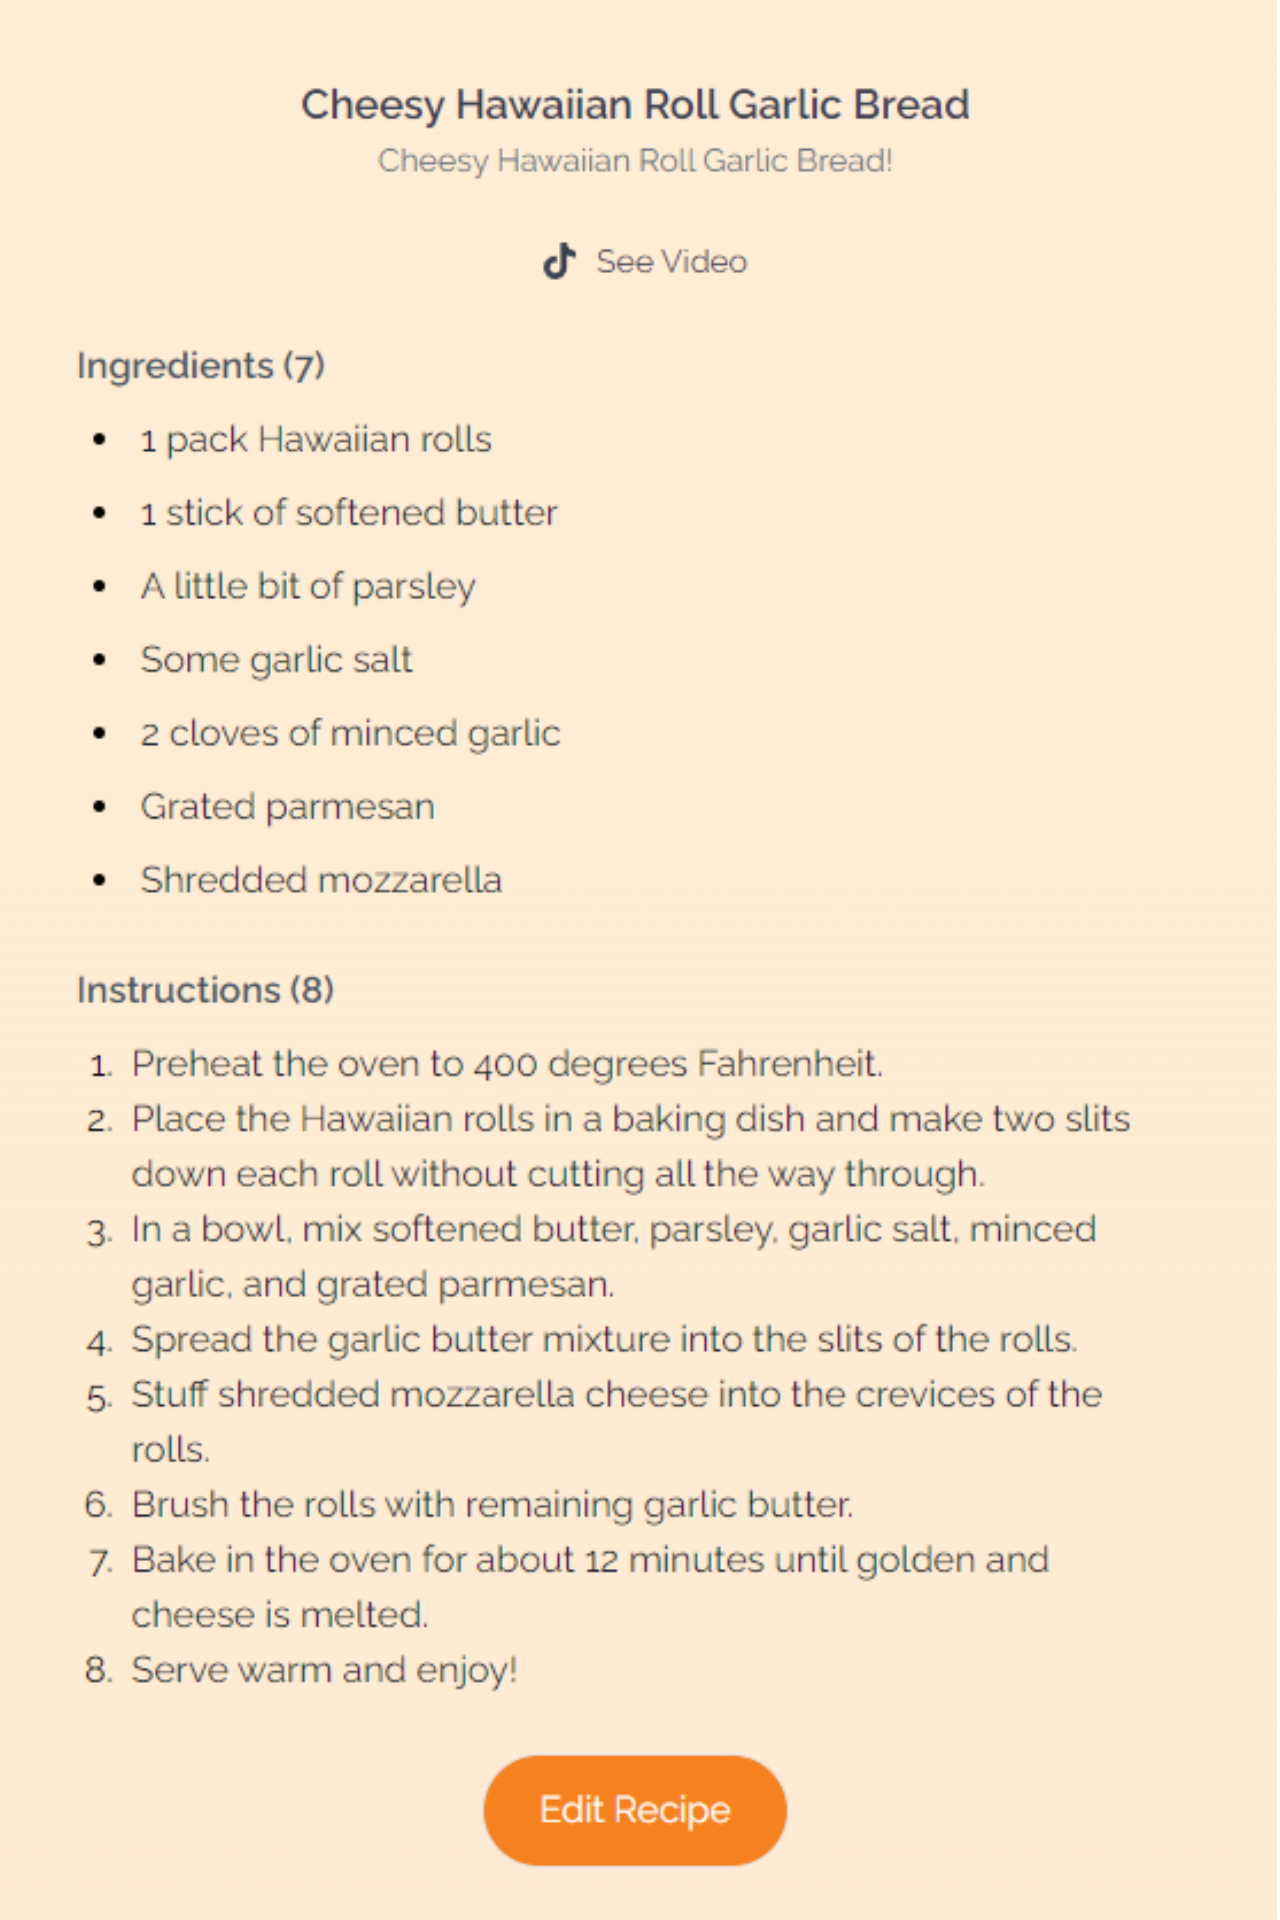 Cheesy Hawaiian Roll Garlic Bread
Cheesy Hawaiian Roll Garlic Bread!
See Video
Ingredients (7)
• 1 pack Hawaiian rolls
• 1 stick of softened butter
• A little bit of parsley
• Some garlic salt
• 2 cloves of minced garlic
• Grated parmesan
• Shredded mozzarella
Instructions (8)
1. Preheat the oven to 400 degrees Fahrenheit.
2. Place the Hawaiian rolls in a baking dish and make two slits
down each roll without cutting all the way through.
3. In a bowl, mix softened butter, parsley, garlic salt, minced
garlic, and grated parmesan.
4. Spread the garlic butter mixture into the slits of the rolls.
5. Stuff shredded mozzarella cheese into the crevices of the
rolls.
6. Brush the rolls with remaining garlic butter.
7. Bake in the oven for about 12 minutes until golden and
cheese is melted.
8. Serve warm and enjoy!
Edit Recipe